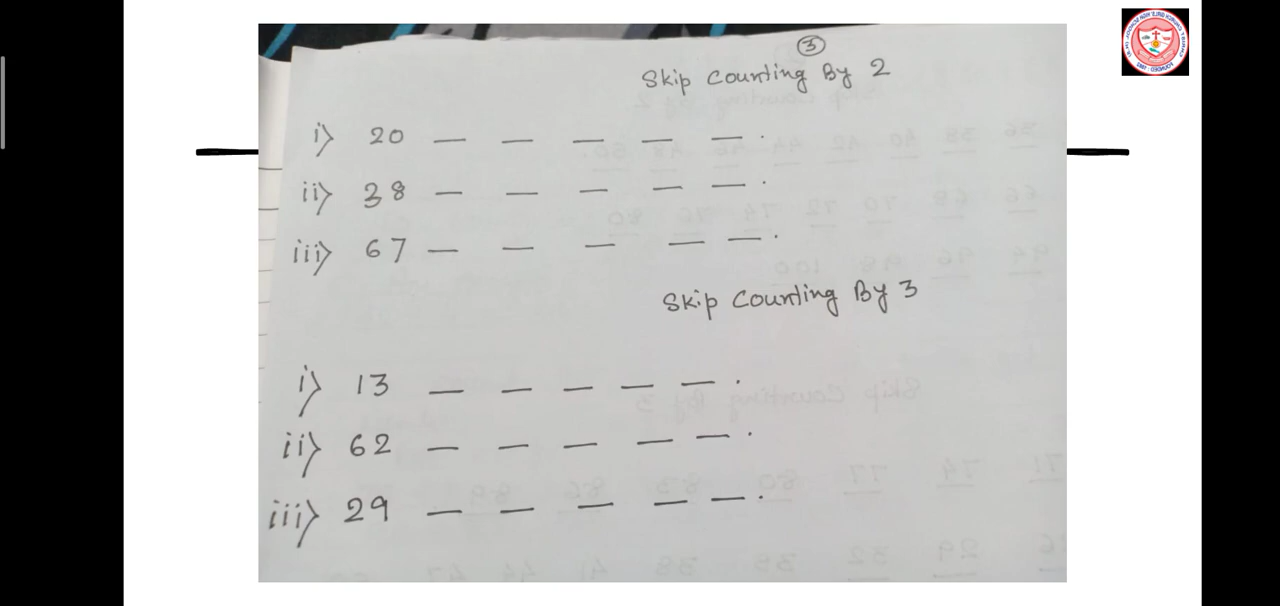 3
Skip Counting By 2
i) 20 — — — — — .
ii) 38 — — — — — .
iii) 67 — — — — — .
Skip Counting By 3
i) 13 — — — — — .
ii) 62 — — — — — .
iii) 29 — — — — — .